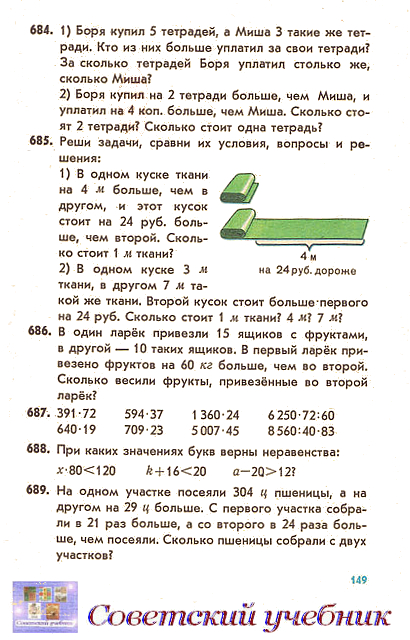 684. 1) Боря купил 5 тетрадей, а Миша 3 такие же тет-
ради. Кто из них больше уплатил за свои тетради?
За сколько тетрадей Боря уплатил столько же,
сколько Миша?
2) Боря купил на 2 тетради больше, чем Миша, и
уплатил на 4 коп. больше, чем Миша. Сколько сто-
ят 2 тетради? Сколько стоит одна тетрадь?
685. Реши задачи, сравни их условия, вопросы и ре-
шения:
1) В одном куске ткани
на 4 м больше, чем в
другом, и этот кусок
стоит на 24 руб. боль-
ше, чем второй. Сколь-
ко стоит 1 м ткани?
4 м
на 24 руб. дороже
2) В одном куске 3 м
ткани, в другом 7 м та-
кой же ткани. Второй кусок стоит больше первого
на 24 руб. Сколько стоит 1 м ткани? 4 м? 7 м?
686. В один ларёк привезли 15 ящиков с фруктами,
в другой — 10 таких ящиков. В первый ларёк при-
везено фруктов на 60 кг больше, чем во второй.
Сколько весили фрукты, привезённые во второй
ларёк?
687. 391·72 594·37 1 360·24 6 250·72:60
640·19 709·23 5 007·45 8 560:40·83
688. При каких значениях букв верны неравенства:
x·80<120 k+16<20 a−20>12?
689. На одном участке посеяли 304 ц пшеницы, а на
другом на 29 ц больше. С первого участка собра-
ли в 21 раз больше, а со второго в 24 раза боль-
ше, чем посеяли. Сколько пшеницы собрали с двух
участков?
149
Советский учебник